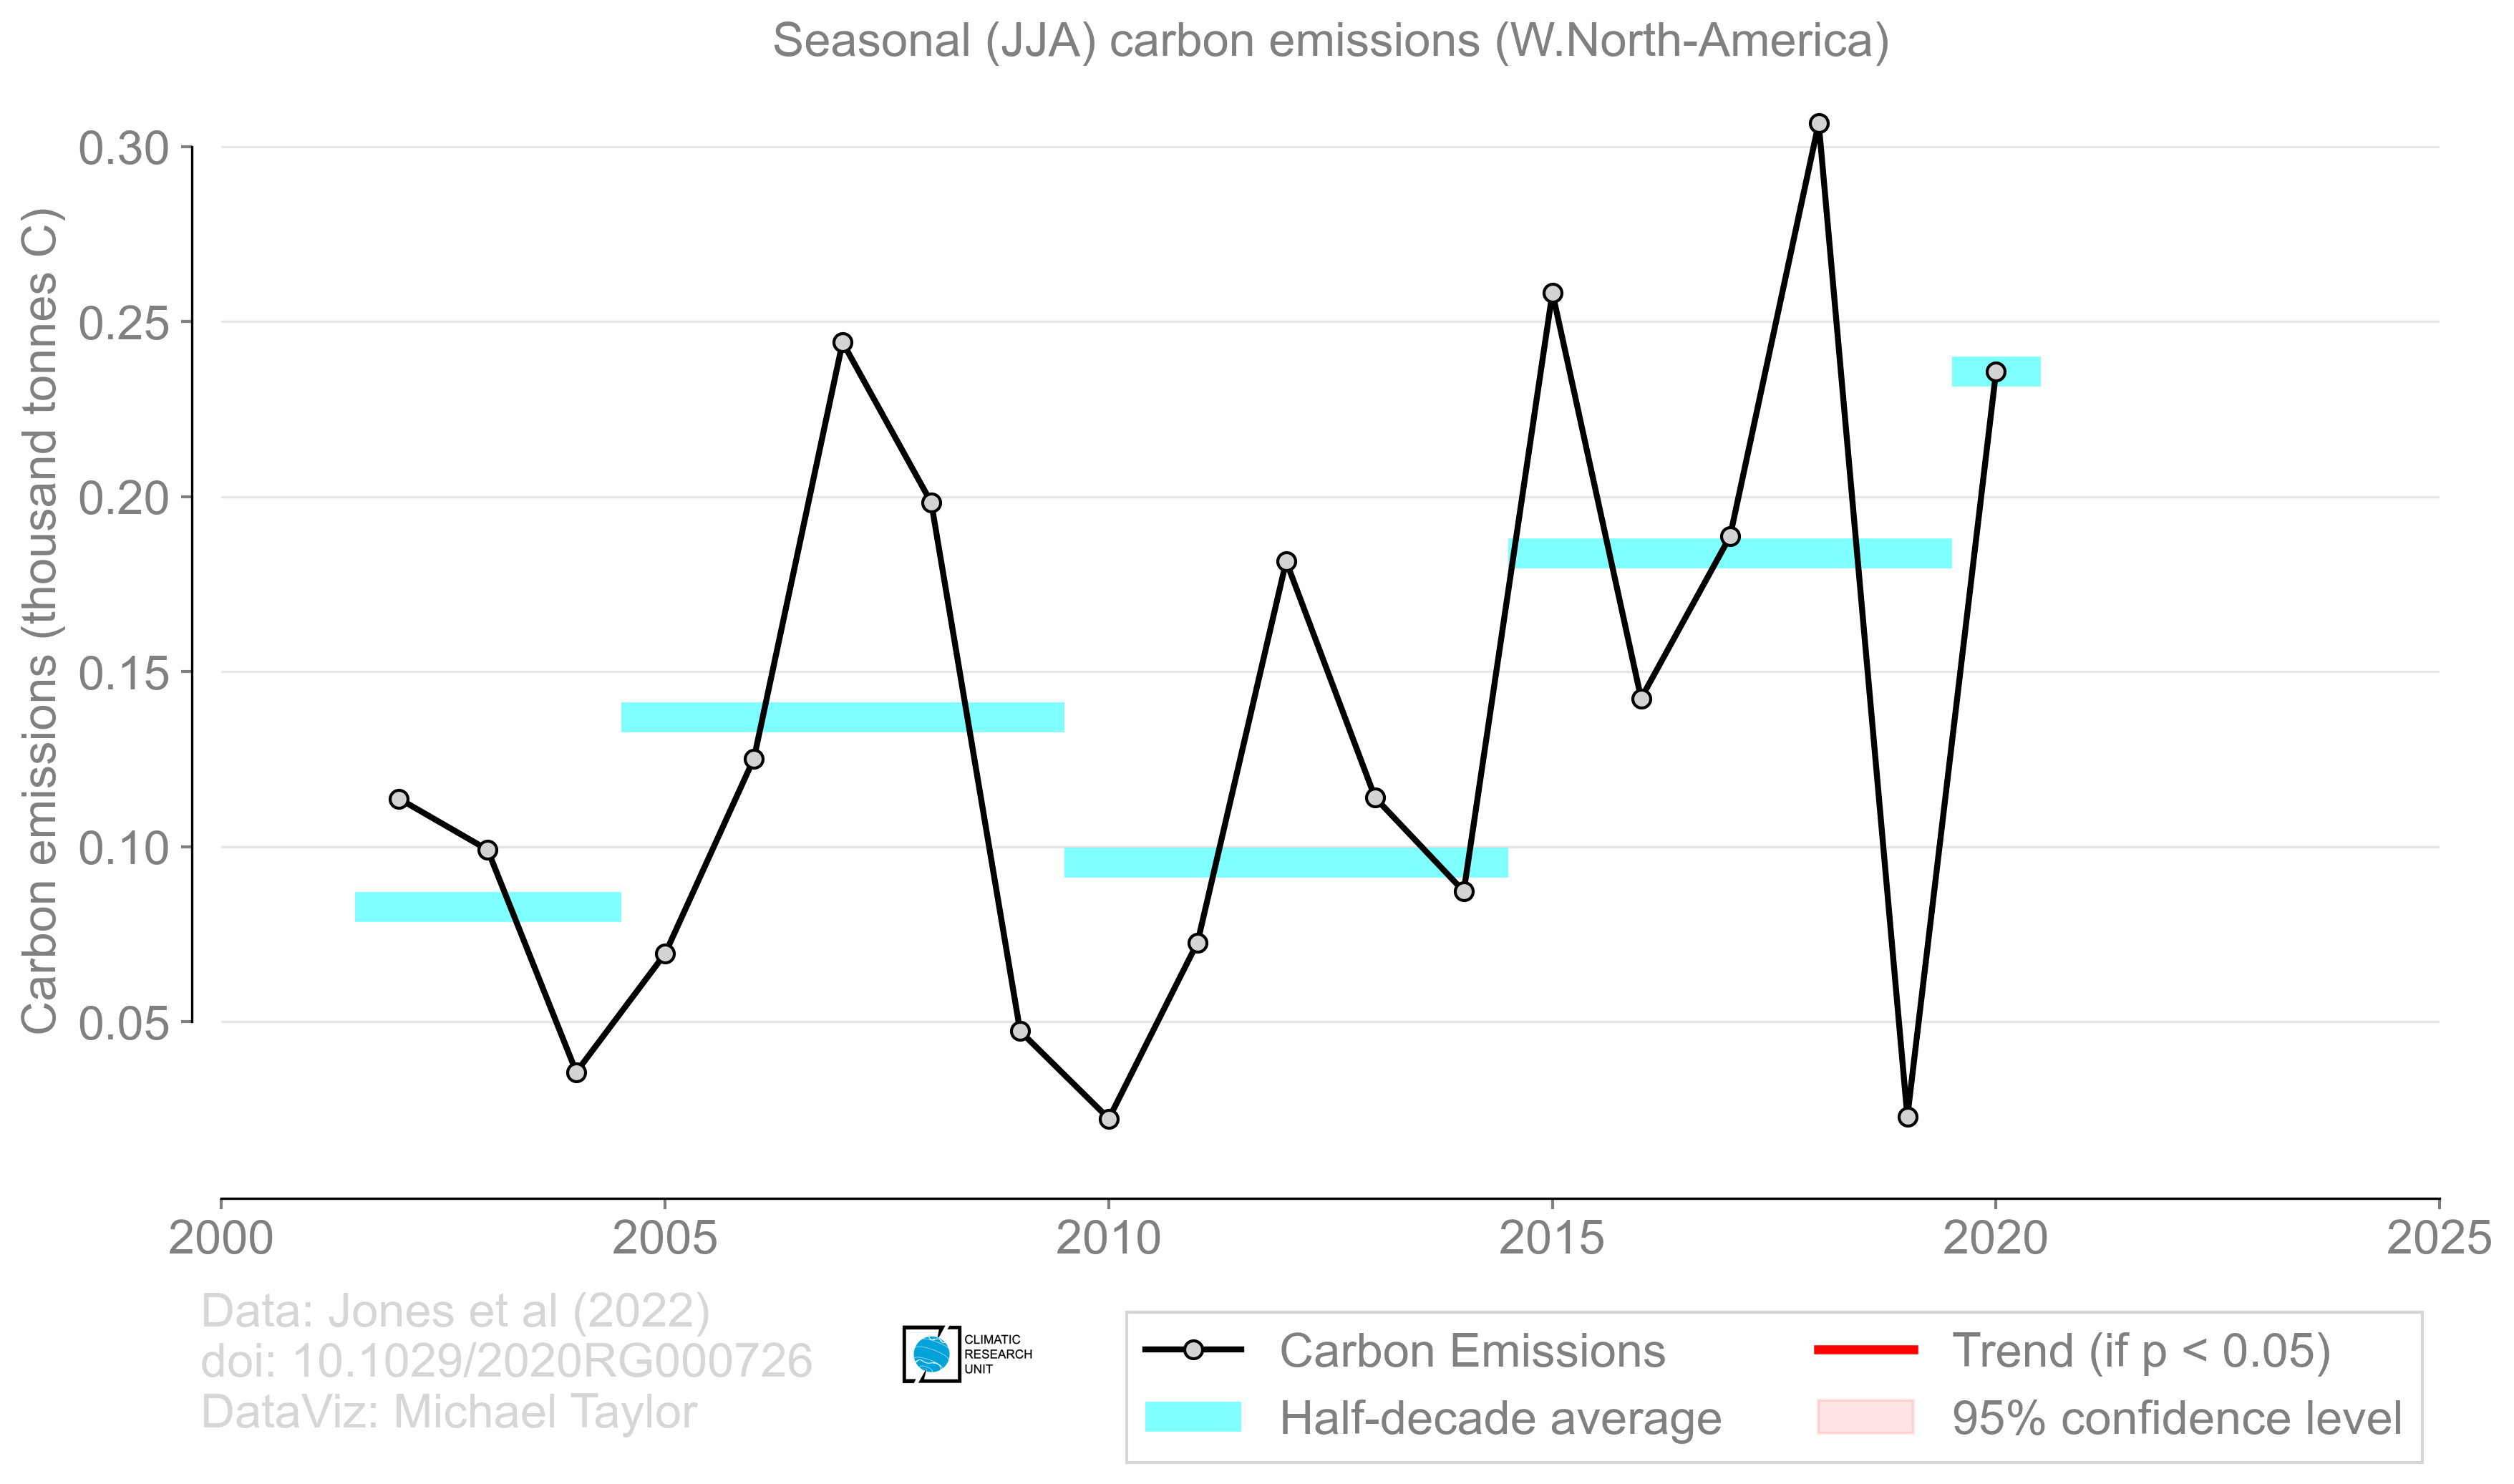 Seasonal (JJA) carbon emissions (W.North-America)
Carbon emissions (thousand tonnes C)
0.30
0.25
0.20
0.15
0.10
0.05
2000 2005 2010 2015 2020 2025
Data: Jones et al (2022)
doi: 10.1029/2020RG000726
DataViz: Michael Taylor
CLIMATIC
RESEARCH
UNIT
Carbon Emissions
Half-decade average
Trend (if p < 0.05)
95% confidence level